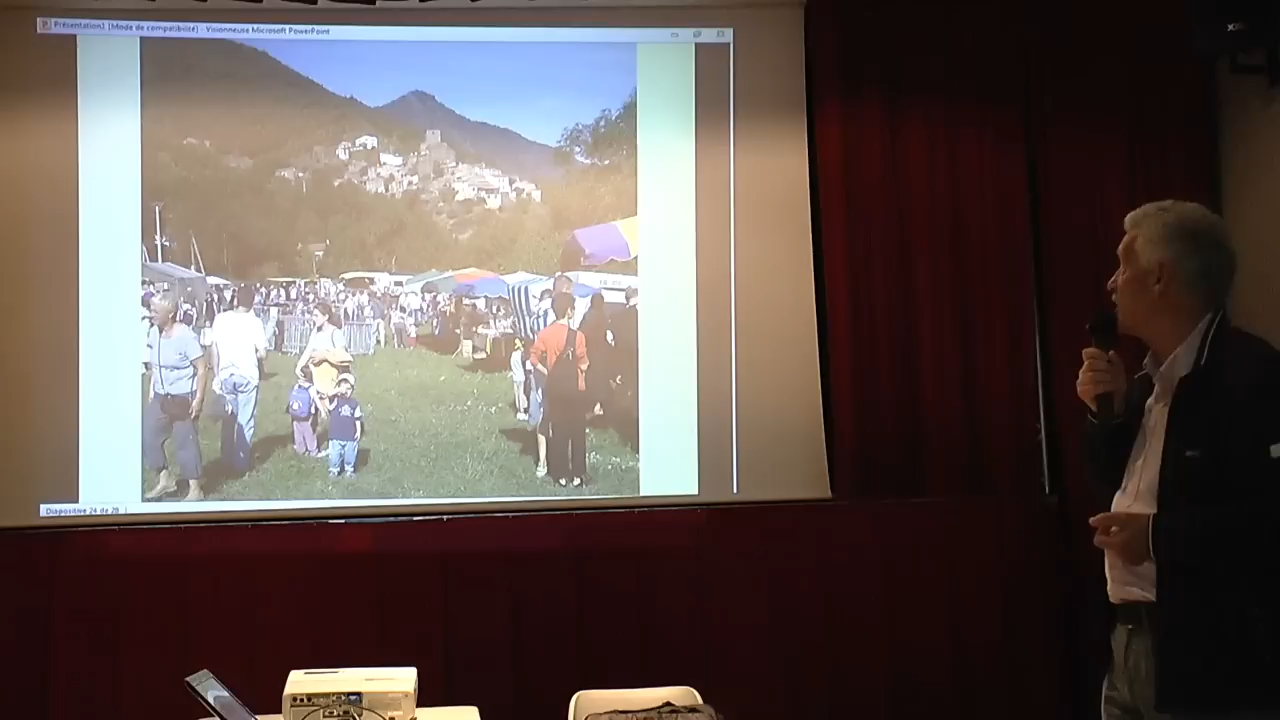 Présentation1 [Mode de compatibilité] - Visionneuse Microsoft PowerPoint
Diapositive 24 de 28